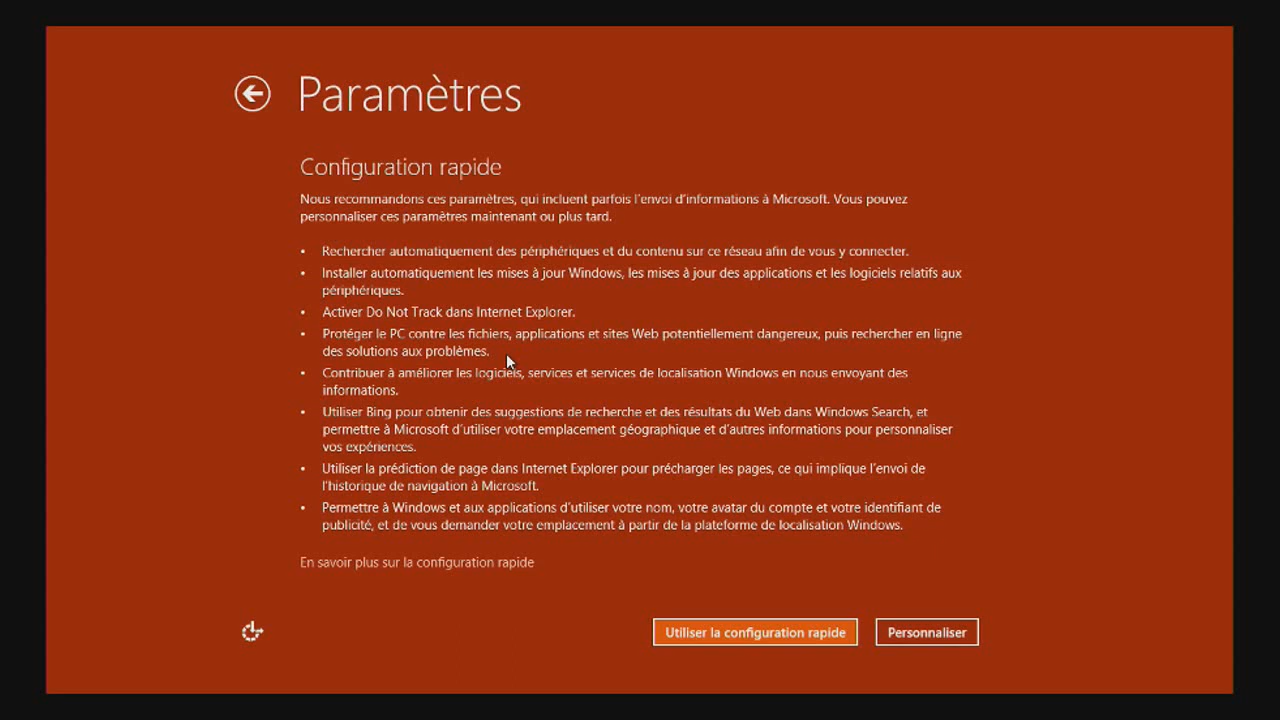 Paramètres
Configuration rapide
Nous recommandons ces paramètres, qui incluent parfois l'envoi d'informations à Microsoft. Vous pouvez
personnaliser ces paramètres maintenant ou plus tard.
• Rechercher automatiquement des périphériques et du contenu sur ce réseau afin de vous y connecter.
• Installer automatiquement les mises à jour Windows, les mises à jour des applications et les logiciels relatifs aux
périphériques.
• Activer Do Not Track dans Internet Explorer.
• Protéger le PC contre les fichiers, applications et sites Web potentiellement dangereux, puis rechercher en ligne
des solutions aux problèmes.
• Contribuer à améliorer les logiciels, services et services de localisation Windows en nous envoyant des
informations.
• Utiliser Bing pour obtenir des suggestions de recherche et des résultats du Web dans Windows Search, et
permettre à Microsoft d'utiliser votre emplacement géographique et d'autres informations pour personnaliser
vos expériences.
• Utiliser la prédiction de page dans Internet Explorer pour précharger les pages, ce qui implique l'envoi de
l'historique de navigation à Microsoft.
• Permettre à Windows et aux applications d'utiliser votre nom, votre avatar du compte et votre identifiant de
publicité, et de vous demander votre emplacement à partir de la plateforme de localisation Windows.
En savoir plus sur la configuration rapide
Utiliser la configuration rapide
Personnaliser